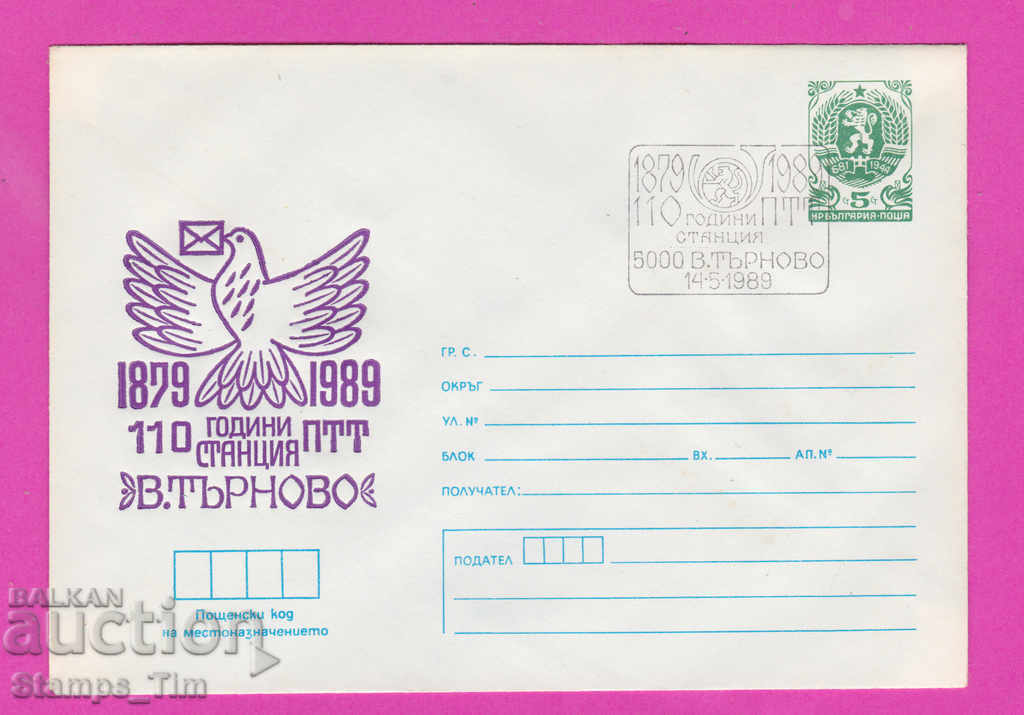 681 1944
5
НР БЪЛГАРИЯ·ПОЩА
1879 1989
110 ГОДИНИ ПТТ
СТАНЦИЯ
5000 В.ТЪРНОВО
14·5·1989
1879 1989
110 ГОДИНИ СТАНЦИЯ ПТТ
В.ТЪРНОВО
ГР. С.
ОКРЪГ
УЛ. №
БЛОК ВХ. АП. №
ПОЛУЧАТЕЛ:
ПОДАТЕЛ
Пощенски код
на местоназначението
BALKAN
auction
Stamps_Tim